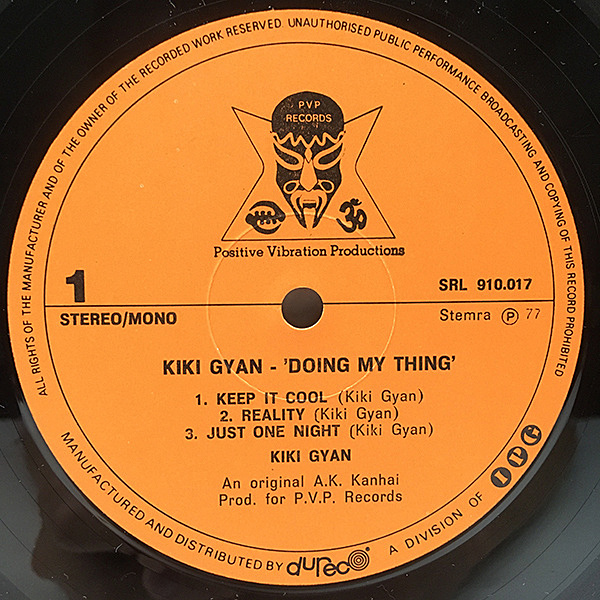 ALL RIGHTS OF THE MANUFACTURER AND OF THE OWNER OF THE RECORDED WORK RESERVED. UNAUTHORISED PUBLIC PERFORMANCE BROADCASTING AND COPYING OF THIS RECORD PROHIBITED
PVP
RECORDS
ॐ
Positive Vibration Productions
1
SRL 910.017
STEREO/MONO
Stemra Ⓟ 77
KIKI GYAN - 'DOING MY THING'
1. KEEP IT COOL (Kiki Gyan)
2. REALITY (Kiki Gyan)
3. JUST ONE NIGHT (Kiki Gyan)
KIKI GYAN
An original A.K. Kanhai
Prod. for P.V.P. Records
MANUFACTURED AND DISTRIBUTED BY dureco A DIVISION OF IPG